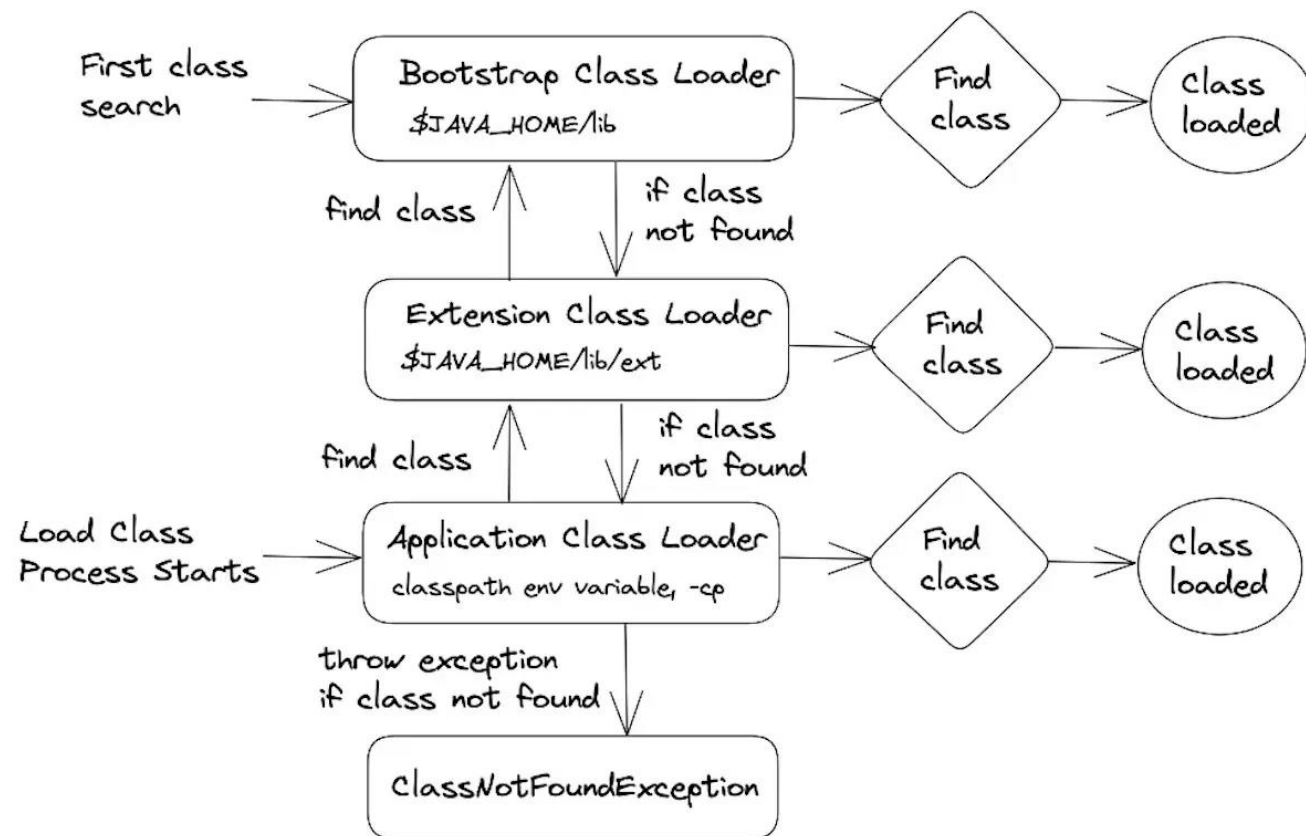 First class
search
Bootstrap Class Loader
$JAVA_HOME/lib
Find
class
Class
loaded
find class
if class
not found
Extension Class Loader
$JAVA_HOME/lib/ext
Find
class
Class
loaded
find class
if class
not found
Load Class
Process Starts
Application Class Loader
classpath env variable, -cp
Find
class
Class
loaded
throw exception
if class not found
ClassNotFoundException